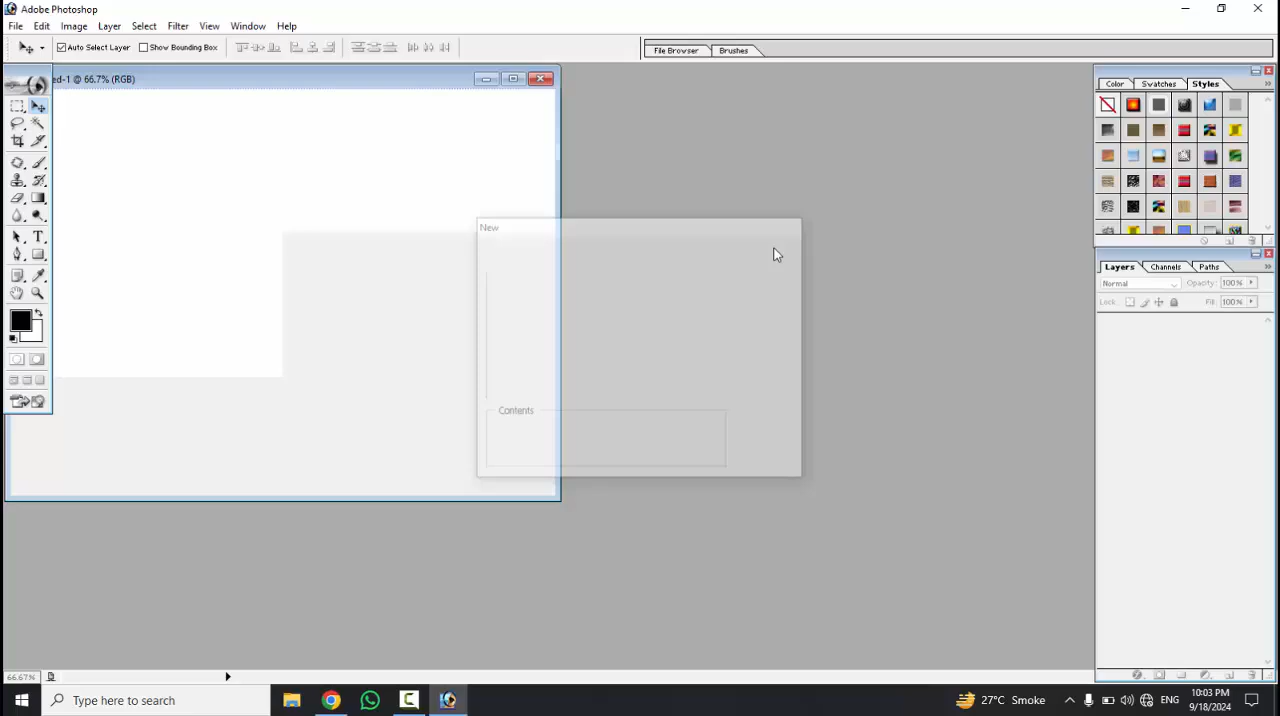 Adobe Photoshop
File Edit Image Layer Select Filter View Window Help
Auto Select Layer Show Bounding Box
File Browser Brushes
ed-1 @ 66.7% (RGB)
Color Swatches Styles
New
Contents
Layers Channels Paths
Normal Opacity: 100%
Lock: Fill: 100%
T
66.67%
Type here to search
27°C Smoke
ENG
10:03 PM
9/18/2024